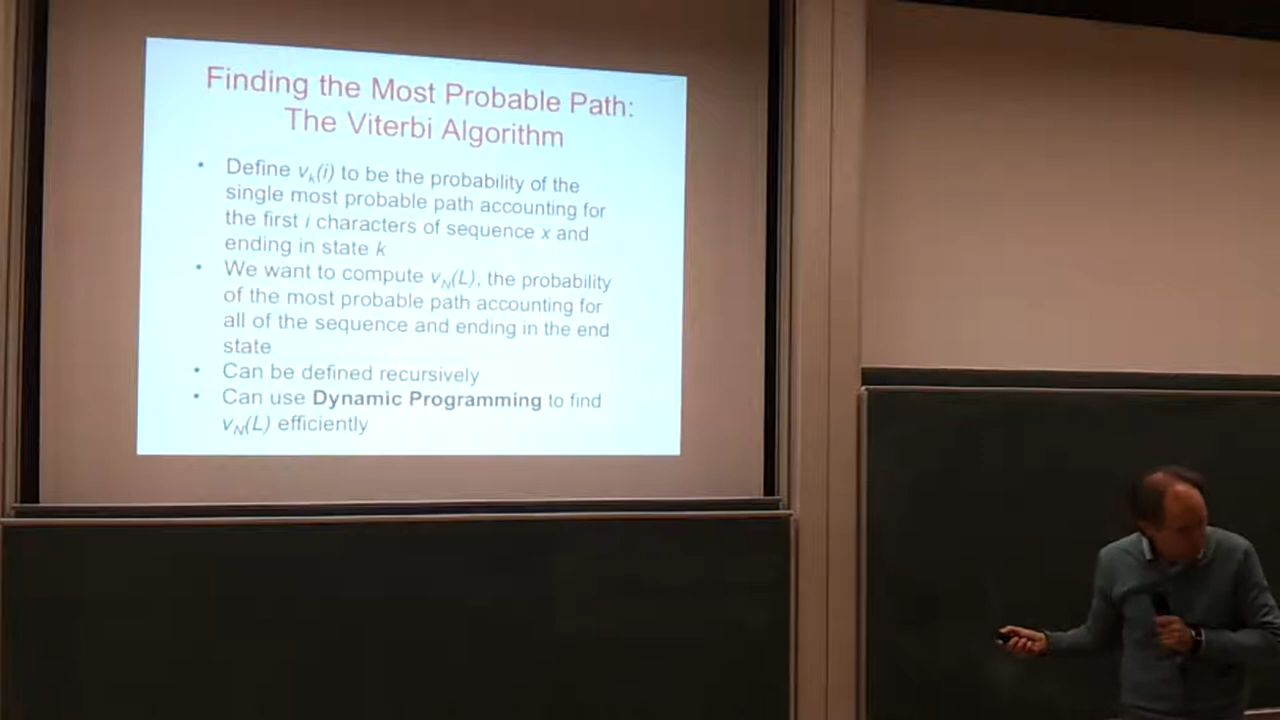 Finding the Most Probable Path:
The Viterbi Algorithm
• Define vk(i) to be the probability of the
single most probable path accounting for
the first i characters of sequence x and
ending in state k
• We want to compute vN(L), the probability
of the most probable path accounting for
all of the sequence and ending in the end
state
• Can be defined recursively
• Can use Dynamic Programming to find
vN(L) efficiently